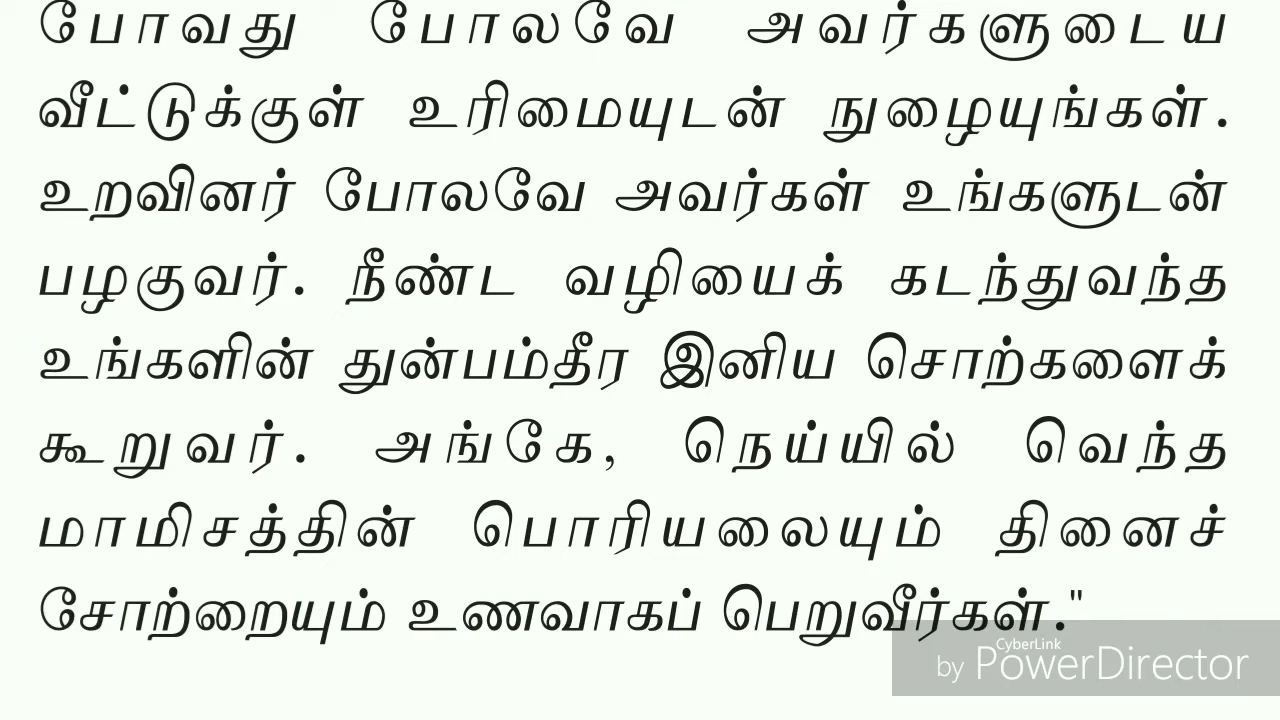 போவது போலவே அவர்களுடைய
வீட்டுக்குள் உரிமையுடன் நுழையுங்கள்.
உறவினர் போலவே அவர்கள் உங்களுடன்
பழகுவர். நீண்ட வழியைக் கடந்துவந்த
உங்களின் துன்பம்தீர இனிய சொற்களைக்
கூறுவர். அங்கே, நெய்யில் வெந்த
மாமிசத்தின் பொரியலையும் தினைச்
சோற்றையும் உணவாகப் பெறுவீர்கள்."
CyberLink
by PowerDirector